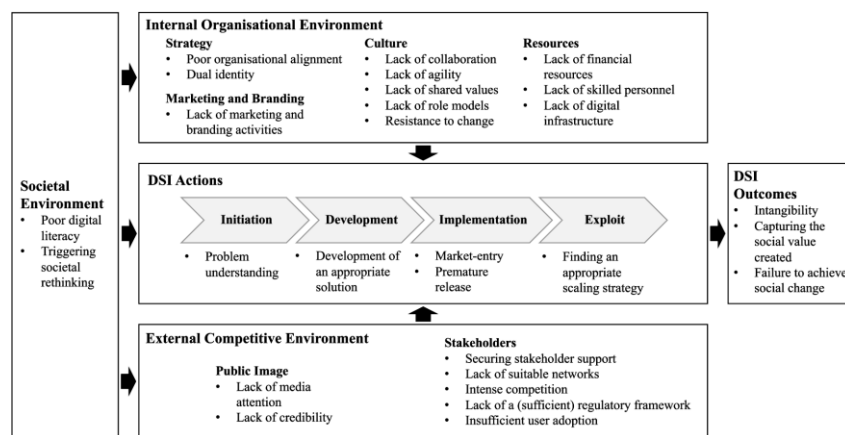 Societal
Environment
• Poor digital
literacy
• Triggering
societal
rethinking
Internal Organisational Environment
Strategy
• Poor organisational alignment
• Dual identity
Marketing and Branding
• Lack of marketing and
branding activities
Culture
• Lack of collaboration
• Lack of agility
• Lack of shared values
• Lack of role models
• Resistance to change
Resources
• Lack of financial
resources
• Lack of skilled personnel
• Lack of digital
infrastructure
DSI Actions
Initiation
• Problem
understanding
Development
• Development of
an appropriate
solution
Implementation
• Market-entry
• Premature
release
Exploit
• Finding an
appropriate
scaling strategy
External Competitive Environment
Public Image
• Lack of media
attention
• Lack of credibility
Stakeholders
• Securing stakeholder support
• Lack of suitable networks
• Intense competition
• Lack of a (sufficient) regulatory framework
• Insufficient user adoption
DSI
Outcomes
• Intangibility
• Capturing the
social value
created
• Failure to achieve
social change